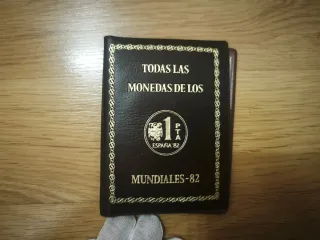 TODAS LAS
MONEDAS DE LOS
1
PTA
ESPAÑA '82
MUNDIALES-82